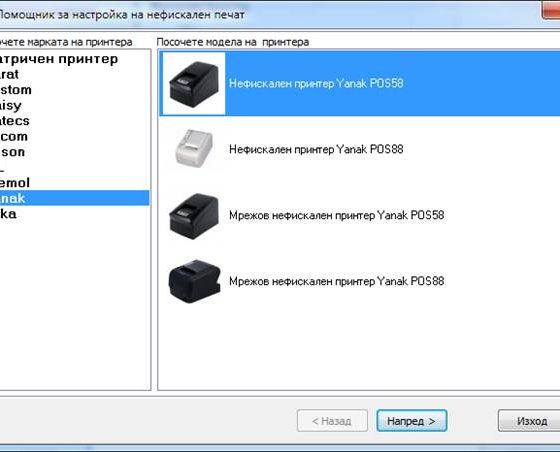 Помощник за настройка на нефискален печат
очете марката на принтера
Посочете модела на принтера
атричен принтер
arat
stom
aisy
atecs
com
son
emol
anak
ka
Нефискален принтер Yanak POS58
Нефискален принтер Yanak POS88
Мрежов нефискален принтер Yanak POS58
Мрежов нефискален принтер Yanak POS88
< Назад
Напред >
Изход